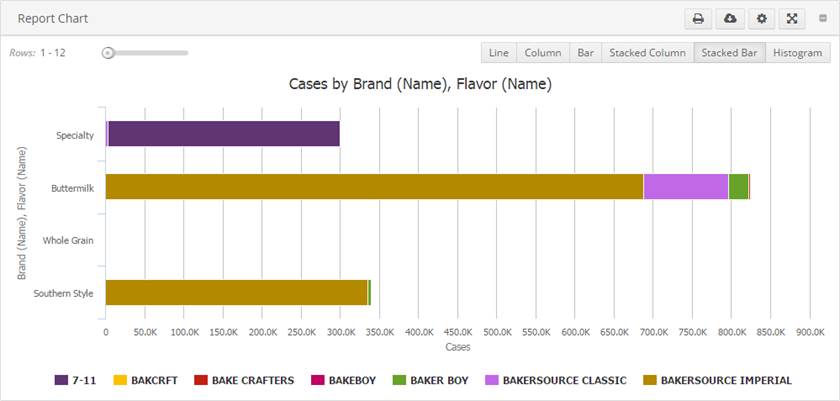 Report Chart
Rows: 1 - 12
Line Column Bar Stacked Column Stacked Bar Histogram
Cases by Brand (Name), Flavor (Name)
Brand (Name), Flavor (Name)
Specialty
Buttermilk
Whole Grain
Southern Style
0 50.0K 100.0K 150.0K 200.0K 250.0K 300.0K 350.0K 400.0K 450.0K 500.0K 550.0K 600.0K 650.0K 700.0K 750.0K 800.0K 850.0K 900.0K
Cases
7-11 BAKCRFT BAKE CRAFTERS BAKEBOY BAKER BOY BAKERSOURCE CLASSIC BAKERSOURCE IMPERIAL